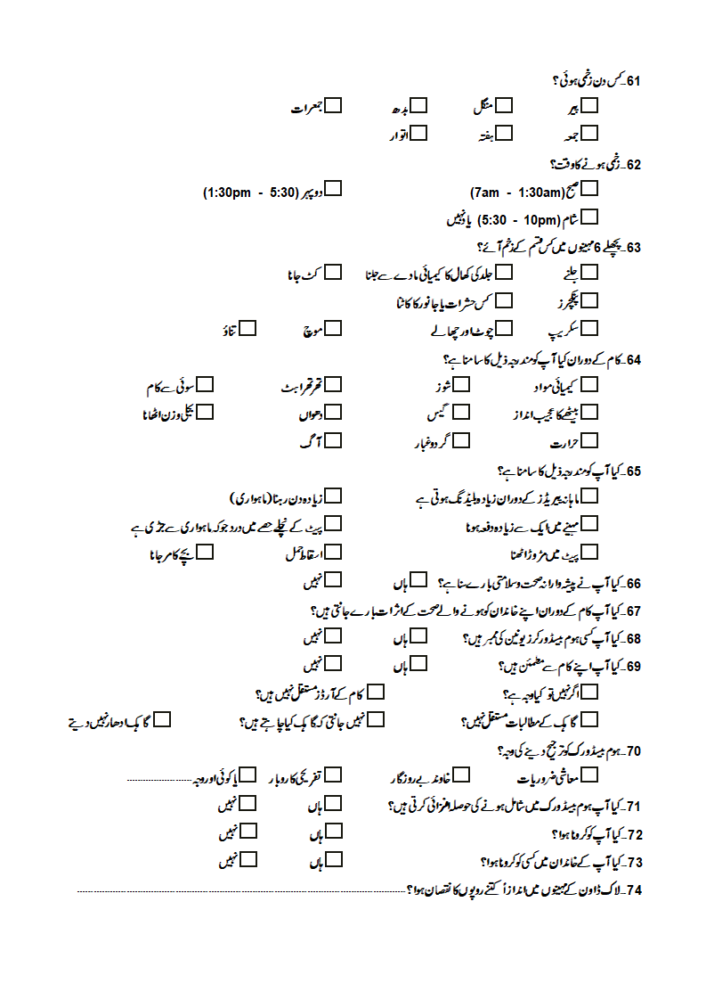 61۔کس دن زخمی ہوئی ؟
☐ پیر ☐ منگل ☐ بدھ ☐ جمعرات
☐ جمعہ ☐ ہفتہ ☐ اتوار
62۔زخمی ہونے کا وقت؟
☐ صبح (7am - 1:30am) ☐ دوپہر (1:30pm - 5:30)
☐ شام (5:30 - 10pm) یاد نہیں
63۔پچھلے 6 مہینوں میں کس قسم کے زخم آئے؟
☐ جلنے ☐ جلد کی کھال کا کیمیائی مادے سے جلنا ☐ کٹ جانا
☐ پنکچرز ☐ کس حشرات یا جانور کا کاٹنا
☐ سکریپ ☐ چوٹ اور چھالے ☐ موچ ☐ تناؤ
64۔کام کے دوران کیا آپ کو مندرجہ ذیل کا سامنا ہے؟
☐ کیمیائی مواد ☐ شوز ☐ تھرتھراہٹ ☐ سوئی سے کام
☐ بیٹھے کا عجیب انداز ☐ گیس ☐ دھواں ☐ بجلی وزن اٹھانا
☐ حرارت ☐ گردوغبار ☐ آگ
65۔کیا آپ کو مندرجہ ذیل کا سامنا ہے؟
☐ ماہانہ پیریڈز کے دوران زیادہ بلیڈنگ ہوتی ہے ☐ زیادہ دن رہنا (ماہواری)
☐ مہینے میں ایک سے زیادہ دفعہ ہونا ☐ پیٹ کے نچلے حصے میں درد جو کہ ماہواری سے جڑی ہے
☐ پیٹ میں مڑوڑ اٹھنا ☐ اسقاط حمل ☐ بچے کا مر جانا
66۔کیا آپ نے پیشہ وارانہ صحت وسلامتی بارے سنا ہے؟ ☐ ہاں ☐ نہیں
67۔کیا آپ کام کے دوران اپنے خاندان کو ہونے والے صحت کے اثرات بارے جانتی ہیں؟
68۔کیا آپ کسی ہوم بیسڈ ورکرز یونین کی ممبر ہیں؟ ☐ ہاں ☐ نہیں
69۔کیا آپ اپنے کام سے مطمئن ہیں؟ ☐ ہاں ☐ نہیں
☐ اگر نہیں تو کیا وجہ ہے؟ ☐ کام کے آرڈز مستقل نہیں ہیں؟
☐ گاہک کے مطالبات مستقل نہیں؟ ☐ نہیں جانتی کہ گاہک کیا چاہتے ہیں؟ ☐ گاہک ادھار نہیں دیتے
70۔ہوم بیسڈ ورک کو ترجیح دینے کی وجہ؟
☐ معاشی ضروریات ☐ خاوند بے روزگار ☐ تفریحی کاروبار ☐ یا کوئی اور وجہ ------------------------
71۔کیا آپ ہوم بیسڈ ورک میں شامل ہونے کی حوصلہ افزائی کرتی ہیں؟ ☐ ہاں ☐ نہیں
72۔کیا آپ کو کرونا ہوا؟ ☐ ہاں ☐ نہیں
73۔کیا آپ کے خاندان میں کسی کو کرونا ہوا؟ ☐ ہاں ☐ نہیں
74۔لاک ڈاون کے مہینوں میں اندازاً کتنے روپوں کا نقصان ہوا؟ ------------------------